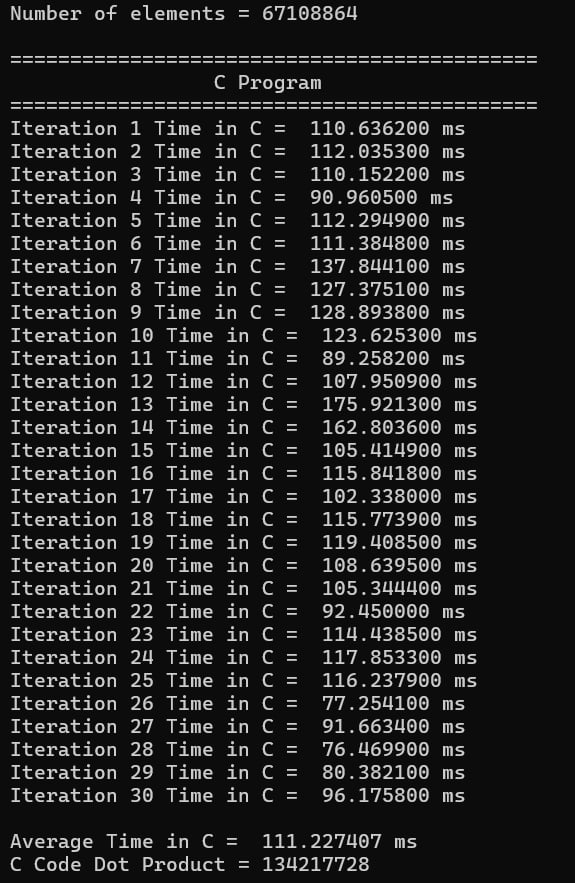 Number of elements = 67108864
============================================
C Program
============================================
Iteration 1 Time in C =  110.636200 ms
Iteration 2 Time in C =  112.035300 ms
Iteration 3 Time in C =  110.152200 ms
Iteration 4 Time in C =  90.960500 ms
Iteration 5 Time in C =  112.294900 ms
Iteration 6 Time in C =  111.384800 ms
Iteration 7 Time in C =  137.844100 ms
Iteration 8 Time in C =  127.375100 ms
Iteration 9 Time in C =  128.893800 ms
Iteration 10 Time in C =  123.625300 ms
Iteration 11 Time in C =  89.258200 ms
Iteration 12 Time in C =  107.950900 ms
Iteration 13 Time in C =  175.921300 ms
Iteration 14 Time in C =  162.803600 ms
Iteration 15 Time in C =  105.414900 ms
Iteration 16 Time in C =  115.841800 ms
Iteration 17 Time in C =  102.338000 ms
Iteration 18 Time in C =  115.773900 ms
Iteration 19 Time in C =  119.408500 ms
Iteration 20 Time in C =  108.639500 ms
Iteration 21 Time in C =  105.344400 ms
Iteration 22 Time in C =  92.450000 ms
Iteration 23 Time in C =  114.438500 ms
Iteration 24 Time in C =  117.853300 ms
Iteration 25 Time in C =  116.237900 ms
Iteration 26 Time in C =  77.254100 ms
Iteration 27 Time in C =  91.663400 ms
Iteration 28 Time in C =  76.469900 ms
Iteration 29 Time in C =  80.382100 ms
Iteration 30 Time in C =  96.175800 ms
Average Time in C =  111.227407 ms
C Code Dot Product = 134217728